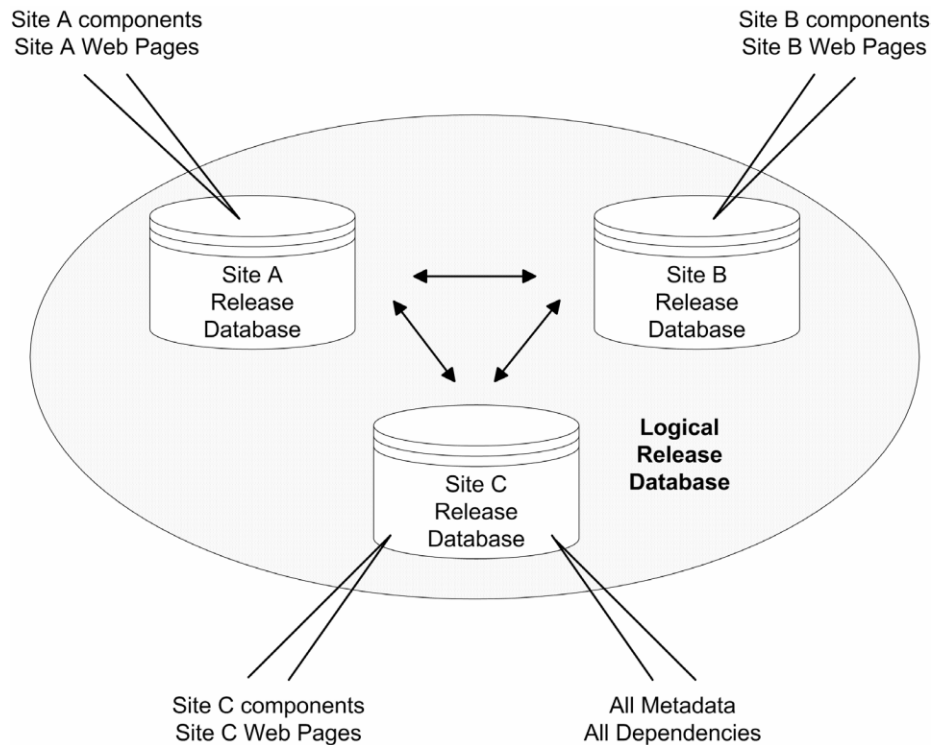 Site A components
Site A Web Pages
Site B components
Site B Web Pages
Site A
Release
Database
Site B
Release
Database
Logical
Release
Database
Site C
Release
Database
Site C components
Site C Web Pages
All Metadata
All Dependencies